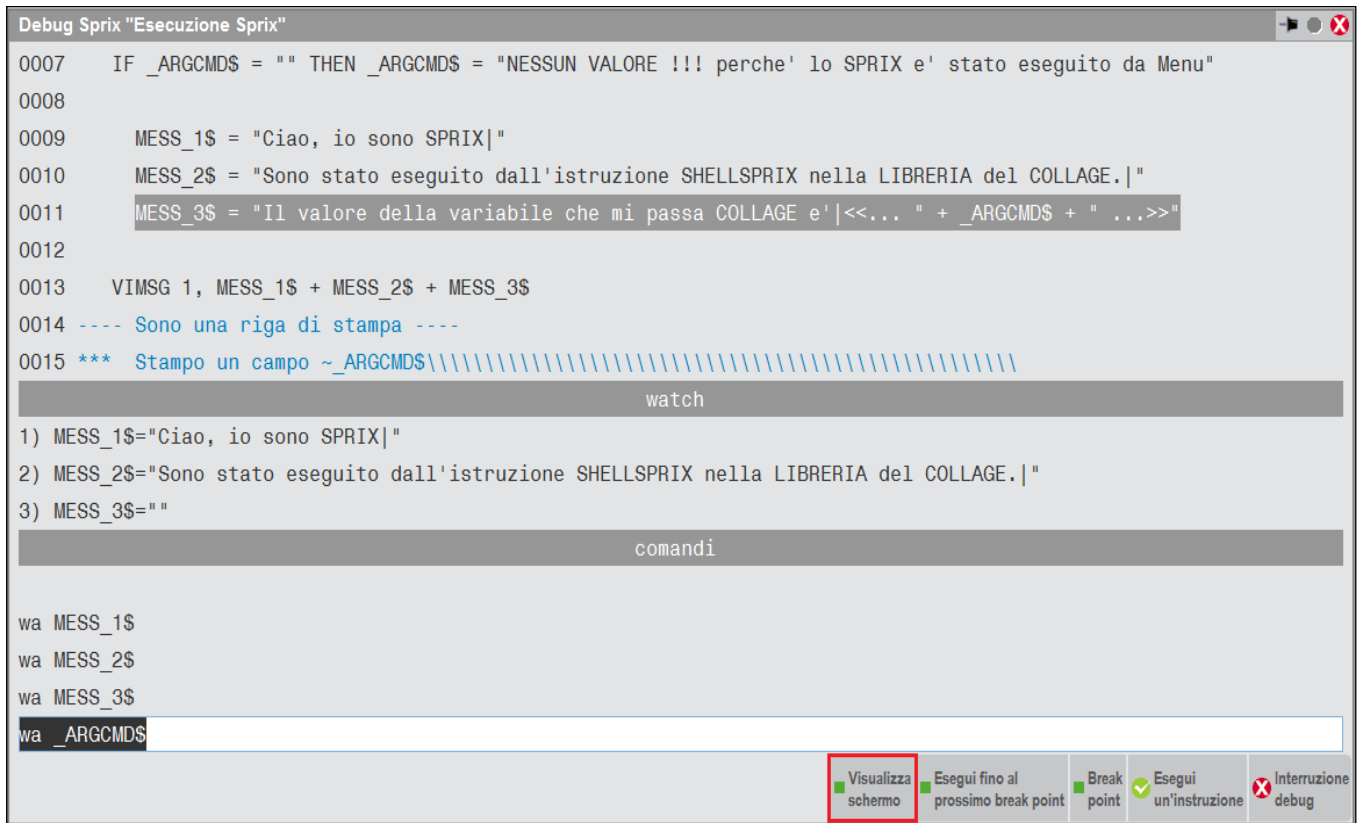 Debug Sprix "Esecuzione Sprix"
0007 IF _ARGCMD$ = "" THEN _ARGCMD$ = "NESSUN VALORE !!! perche' lo SPRIX e' stato eseguito da Menu"
0008
0009 MESS_1$ = "Ciao, io sono SPRIX|"
0010 MESS_2$ = "Sono stato eseguito dall'istruzione SHELLSPRIX nella LIBRERIA del COLLAGE.|"
0011 MESS_3$ = "Il valore della variabile che mi passa COLLAGE e'|<<... " + _ARGCMD$ + " ...>>"
0012
0013 VIMSG 1, MESS_1$ + MESS_2$ + MESS_3$
0014 ---- Sono una riga di stampa ----
0015 *** Stampo un campo ~_ARGCMD$\\\\\\\\\\\\\\\\\\\\\\\\\\\\\\\\\\\\\\\\\\\\\\\\\\\
watch
1) MESS_1$="Ciao, io sono SPRIX|"
2) MESS_2$="Sono stato eseguito dall'istruzione SHELLSPRIX nella LIBRERIA del COLLAGE.|"
3) MESS_3$=""
comandi
wa MESS_1$
wa MESS_2$
wa MESS_3$
wa _ARGCMD$
Visualizza schermo
Esegui fino al prossimo break point
Break point
Esegui un'instruzione
Interruzione debug